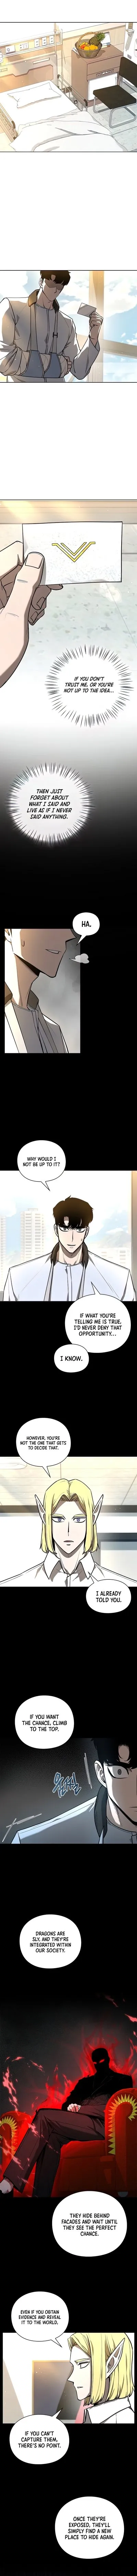 IF YOU DON'T
TRUST ME, OR YOU'RE
NOT UP TO THE IDEA...
THEN JUST
FORGET ABOUT
WHAT I SAID AND
LIVE AS IF I NEVER
SAID ANYTHING.
HA.
WHY WOULD I
NOT BE UP TO IT?
IF WHAT YOU'RE
TELLING ME IS TRUE,
I'D NEVER DENY THAT
OPPORTUNITY...
I KNOW.
HOWEVER, YOU'RE
NOT THE ONE THAT GETS
TO DECIDE THAT.
I ALREADY
TOLD YOU.
IF YOU WANT
THE CHANCE, CLIMB
TO THE TOP.
DRAGONS ARE
SLY, AND THEY'RE
INTEGRATED WITHIN
OUR SOCIETY.
THEY HIDE BEHIND
FACADES AND WAIT UNTIL
THEY SEE THE PERFECT
CHANCE.
EVEN IF YOU OBTAIN
EVIDENCE AND REVEAL
IT TO THE WORLD,
IF YOU CAN'T
CAPTURE THEM,
THERE'S NO POINT.
ONCE THEY'RE
EXPOSED, THEY'LL
SIMPLY FIND A NEW
PLACE TO HIDE AGAIN.